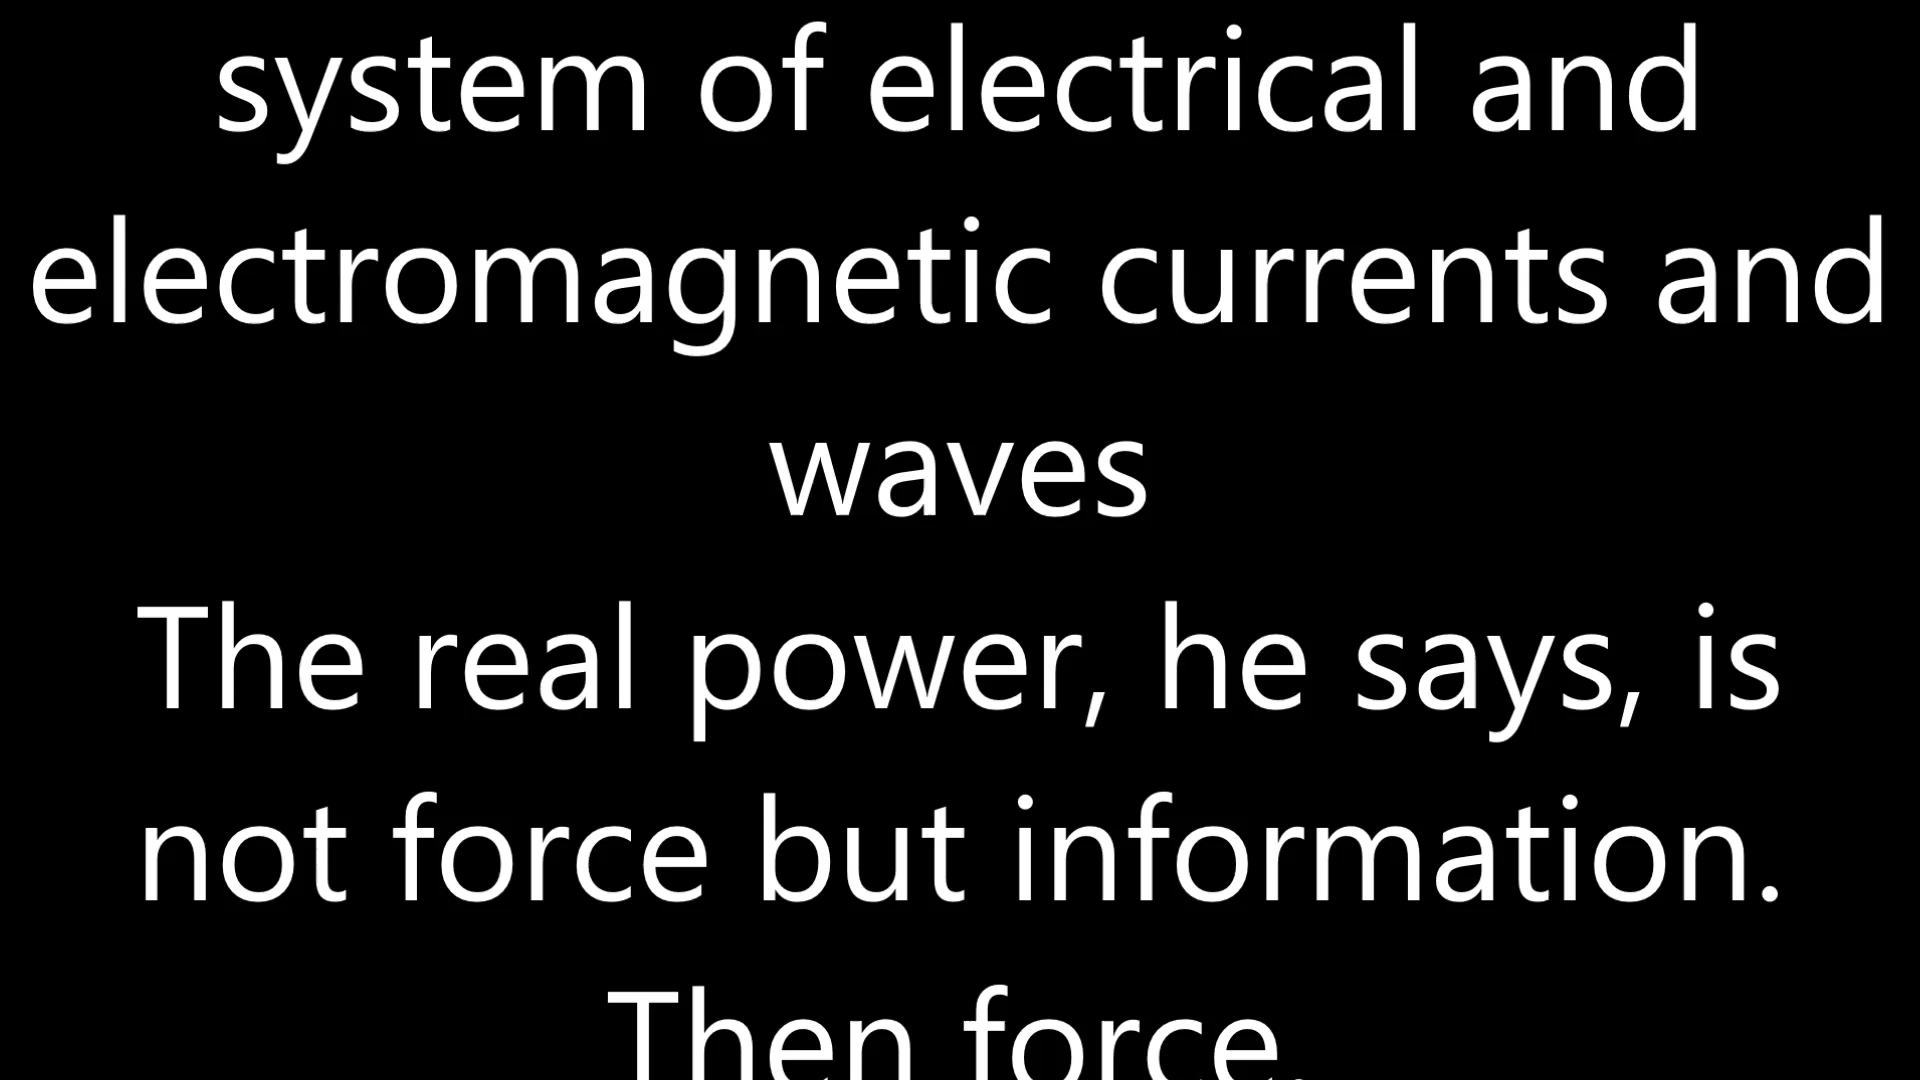 system of electrical and
electromagnetic currents and
waves
The real power, he says, is
not force but information.
Then force.